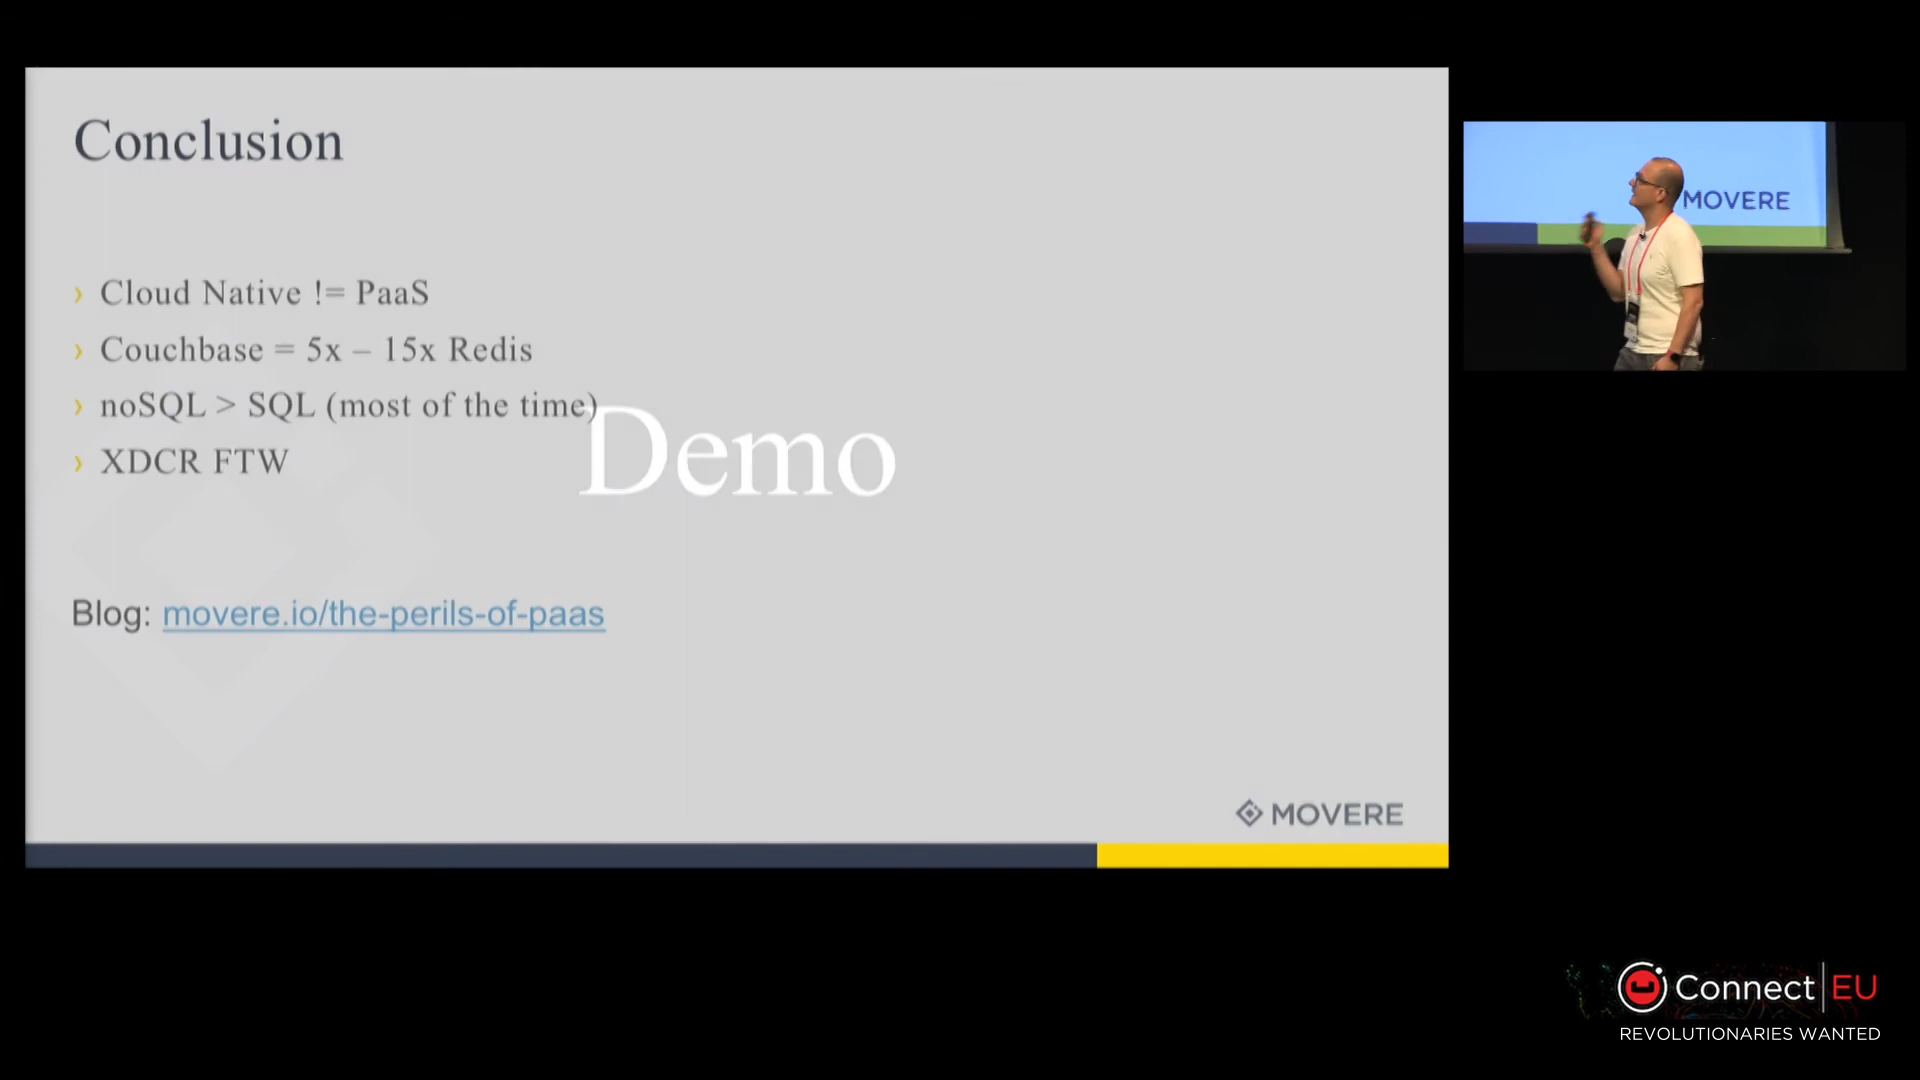 Conclusion
› Cloud Native != PaaS
› Couchbase = 5x – 15x Redis
› noSQL > SQL (most of the time)
› XDCR FTW
Demo
Blog: movere.io/the-perils-of-paas
MOVERE
MOVERE
Connect EU
REVOLUTIONARIES WANTED